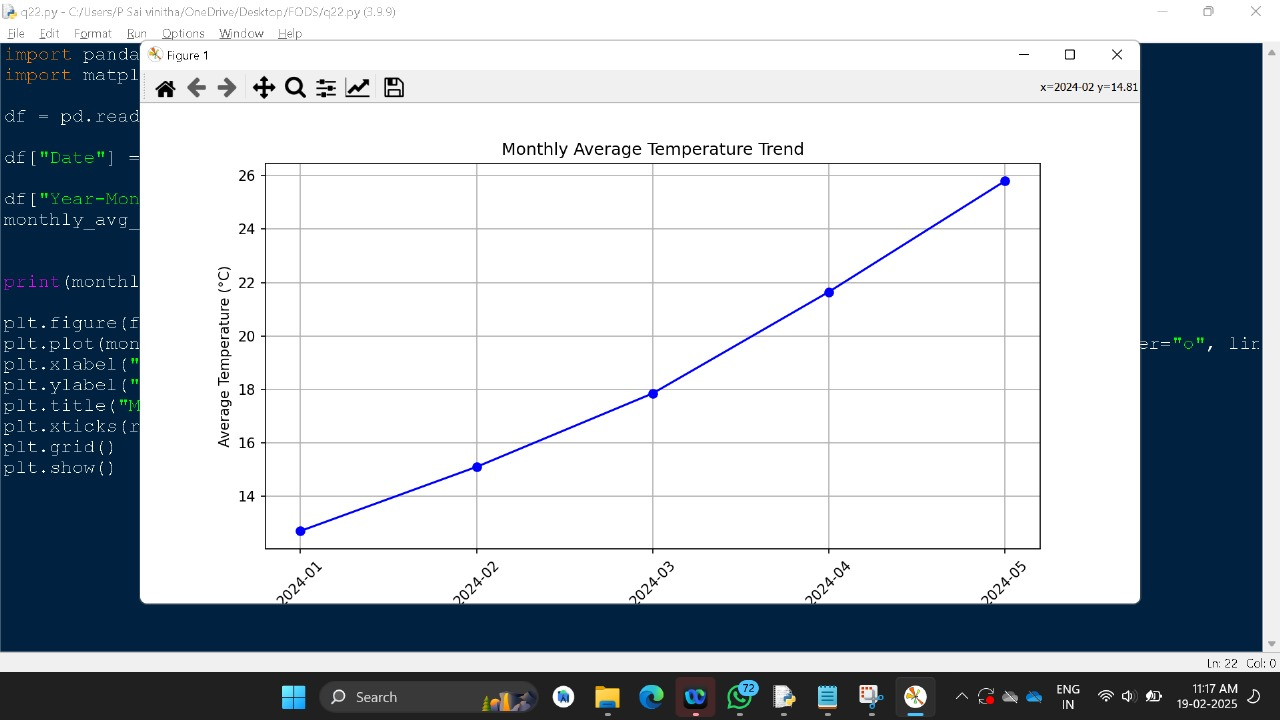 q22.py - C:/Users/P Sai vinitha/OneDrive/Desktop/FODS/q22.py (3.9.9)
File Edit Format Run Options Window Help
import panda
import matpl
df = pd.read
df["Date"] =
df["Year-Mon
monthly_avg_
print(monthl
plt.figure(f
plt.plot(mon
er="o", lin
plt.xlabel("
plt.ylabel("
plt.title("M
plt.xticks(r
plt.grid()
plt.show()
Figure 1
x=2024-02 y=14.81
Monthly Average Temperature Trend
Average Temperature (°C)
26
24
22
20
18
16
14
2024-01
2024-02
2024-03
2024-04
2024-05
Ln: 22 Col: 0
Search
72
ENG
IN
11:17 AM
19-02-2025